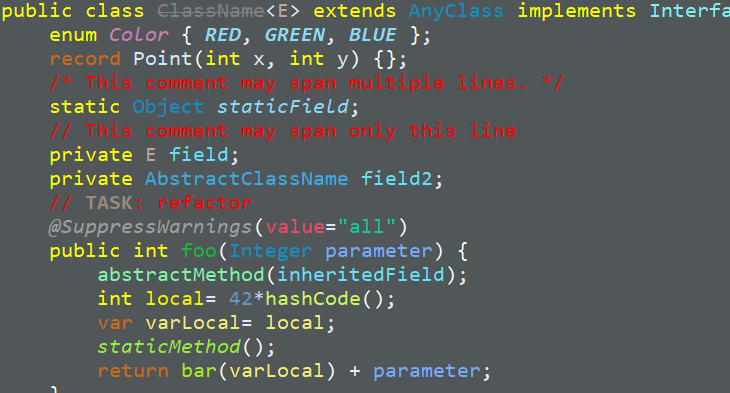 public class ClassName<E> extends AnyClass implements Interfa
enum Color { RED, GREEN, BLUE };
record Point(int x, int y) {};
/* This comment may span multiple lines. */
static Object staticField;
// This comment may span only this line
private E field;
private AbstractClassName field2;
// TASK: refactor
@SuppressWarnings(value="all")
public int foo(Integer parameter) {
abstractMethod(inheritedField);
int local= 42*hashCode();
var varLocal= local;
staticMethod();
return bar(varLocal) + parameter;
}